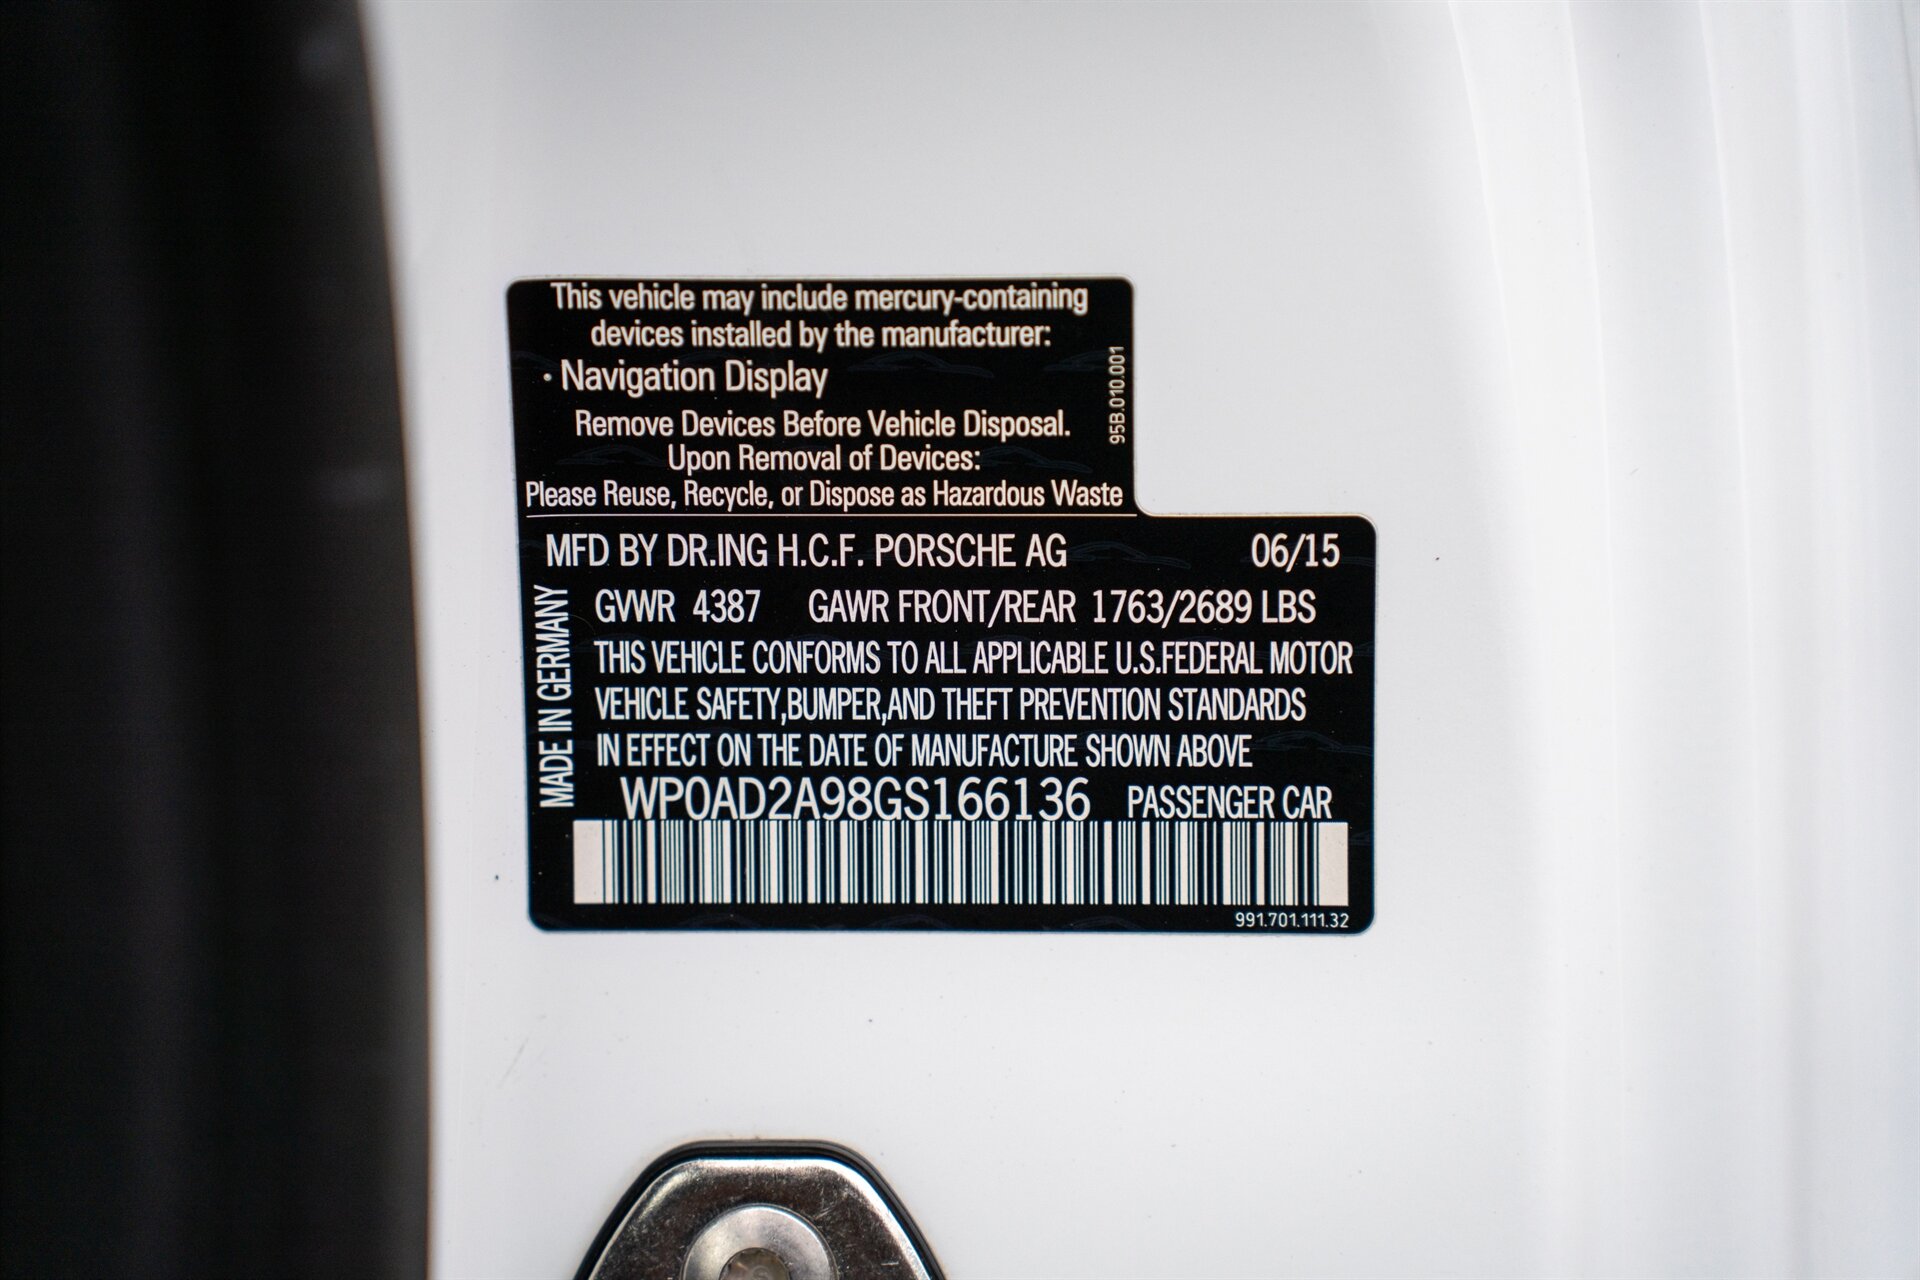 This vehicle may include mercury-containing
devices installed by the manufacturer:
· Navigation Display
Remove Devices Before Vehicle Disposal.
Upon Removal of Devices:
Please Reuse, Recycle, or Dispose as Hazardous Waste
95B.010.001
MFD BY DR.ING H.C.F. PORSCHE AG 06/15
GVWR 4387 GAWR FRONT/REAR 1763/2689 LBS
THIS VEHICLE CONFORMS TO ALL APPLICABLE U.S.FEDERAL MOTOR
VEHICLE SAFETY,BUMPER,AND THEFT PREVENTION STANDARDS
IN EFFECT ON THE DATE OF MANUFACTURE SHOWN ABOVE
MADE IN GERMANY
WP0AD2A98GS166136 PASSENGER CAR
991.701.111.32